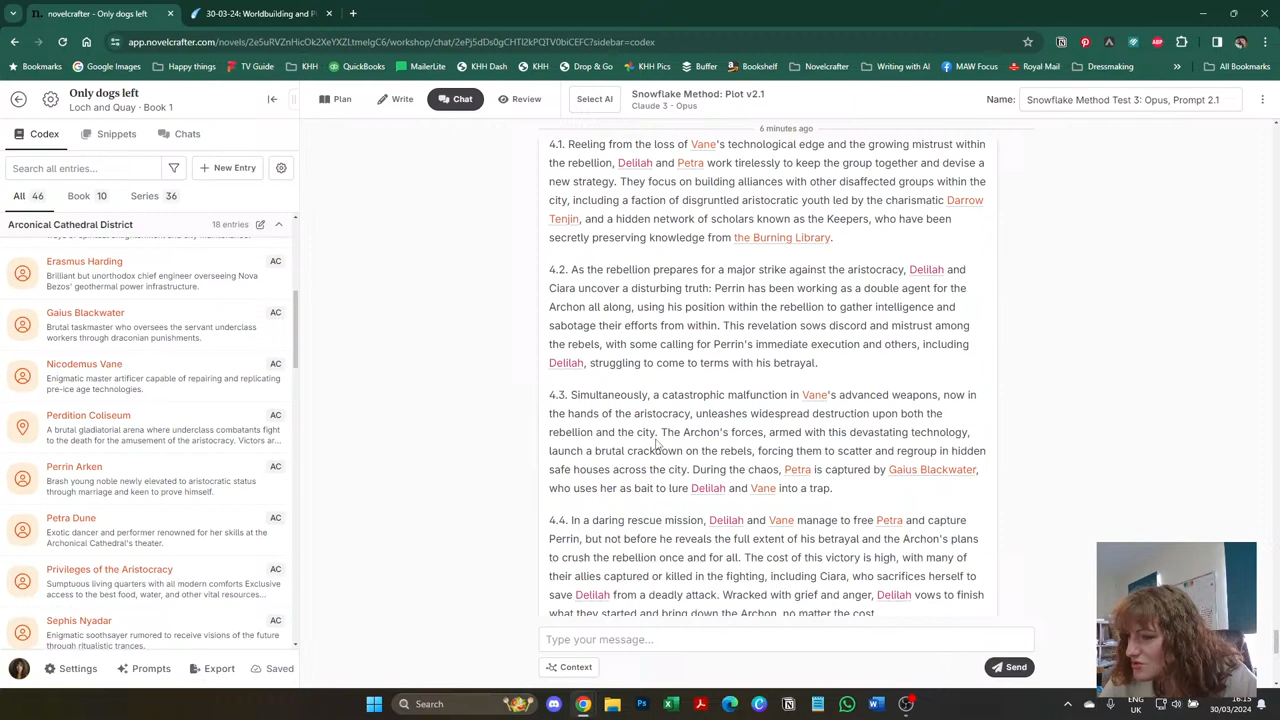 novelcrafter - Only dogs left
30-03-24: Worldbuilding and P
app.novelcrafter.com/novels/2e5uRVZnHicOk2XeYXZLtmelgC6/workshop/chat/2ePj5dDs0gCHTl2kPQTV0biCEFC?sidebar=codex
Bookmarks Google Images Happy things TV Guide KHH QuickBooks MailerLite KHH Dash KHH Drop & Go KHH Pics Buffer Bookshelf Novelcrafter Writing with AI MAW Focus My Novels Dressmaking All Bookmarks
Only dogs left
Loch and Quay - Book 1
Plan Write Chat Review
Select AI
Snowflake Method: Plot v2.1
Claude 3 - Opus
Name: Snowflake Method Test 3: Opus, Prompt 2.1
Codex Snippets Chats
Search all entries...
+ New Entry
All 46 Book 10 Series 36
Arconical Cathedral District 18 entries
Erasmus Harding AC
Brilliant but unorthodox chief engineer overseeing Nova
Bezos' geothermal power infrastructure.
Gaius Blackwater AC
Brutal taskmaster who oversees the servant underclass
workers through draconian punishments.
Nicodemus Vane AC
Enigmatic master artificer capable of repairing and replicating
pre-ice age technologies.
Perdition Coliseum AC
A brutal gladiatorial arena where underclass combatants fight
to the death for the amusement of the aristocracy. Victors ar...
Perrin Arken AC
Brash young noble newly elevated to aristocratic status
through marriage and keen to prove himself.
Petra Dune AC
Exotic dancer and performer renowned for her skills at the
Archonical Cathedral's theater.
Privileges of the Aristocracy AC
Sumptuous living quarters with all modern comforts Exclusive
access to the best food, water, and other vital resources...
Sephis Nyadar AC
Enigmatic soothsayer rumored to receive visions of the future
through ritualistic trances.
Settings Prompts Export Saved
6 minutes ago
4.1. Reeling from the loss of Vane's technological edge and the growing mistrust within
the rebellion, Delilah and Petra work tirelessly to keep the group together and devise a
new strategy. They focus on building alliances with other disaffected groups within the
city, including a faction of disgruntled aristocratic youth led by the charismatic Darrow
Tenjin, and a hidden network of scholars known as the Keepers, who have been
secretly preserving knowledge from the Burning Library.
4.2. As the rebellion prepares for a major strike against the aristocracy, Delilah and
Ciara uncover a disturbing truth: Perrin has been working as a double agent for the
Archon all along, using his position within the rebellion to gather intelligence and
sabotage their efforts from within. This revelation sows discord and mistrust among
the rebels, with some calling for Perrin's immediate execution and others, including
Delilah, struggling to come to terms with his betrayal.
4.3. Simultaneously, a catastrophic malfunction in Vane's advanced weapons, now in
the hands of the aristocracy, unleashes widespread destruction upon both the
rebellion and the city. The Archon's forces, armed with this devastating technology,
launch a brutal crackdown on the rebels, forcing them to scatter and regroup in hidden
safe houses across the city. During the chaos, Petra is captured by Gaius Blackwater,
who uses her as bait to lure Delilah and Vane into a trap.
4.4. In a daring rescue mission, Delilah and Vane manage to free Petra and capture
Perrin, but not before he reveals the full extent of his betrayal and the Archon's plans
to crush the rebellion once and for all. The cost of this victory is high, with many of
their allies captured or killed in the fighting, including Ciara, who sacrifices herself to
save Delilah from a deadly attack. Wracked with grief and anger, Delilah vows to finish
what they started and bring down the Archon, no matter the cost.
Type your message...
Context
Send
Search
ENG
UK
16:15
30/03/2024